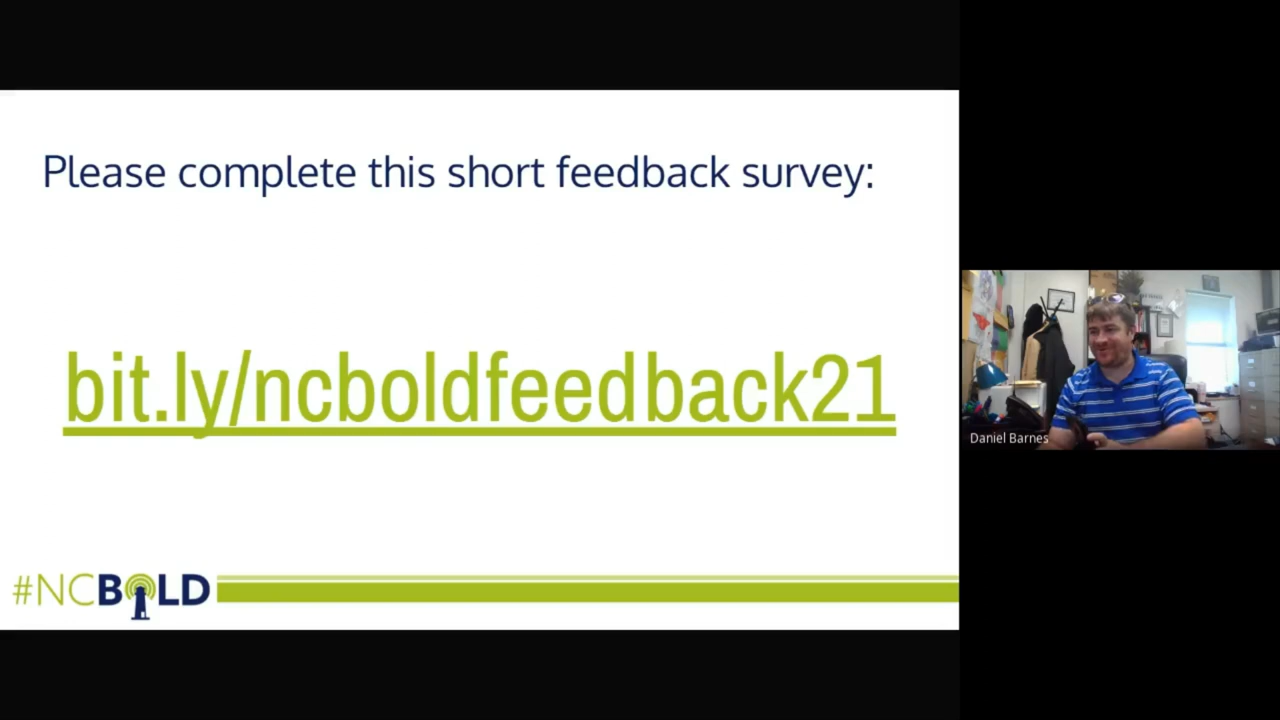 Please complete this short feedback survey:
bit.ly/ncboldfeedback21
#NCBOLD
Daniel Barnes